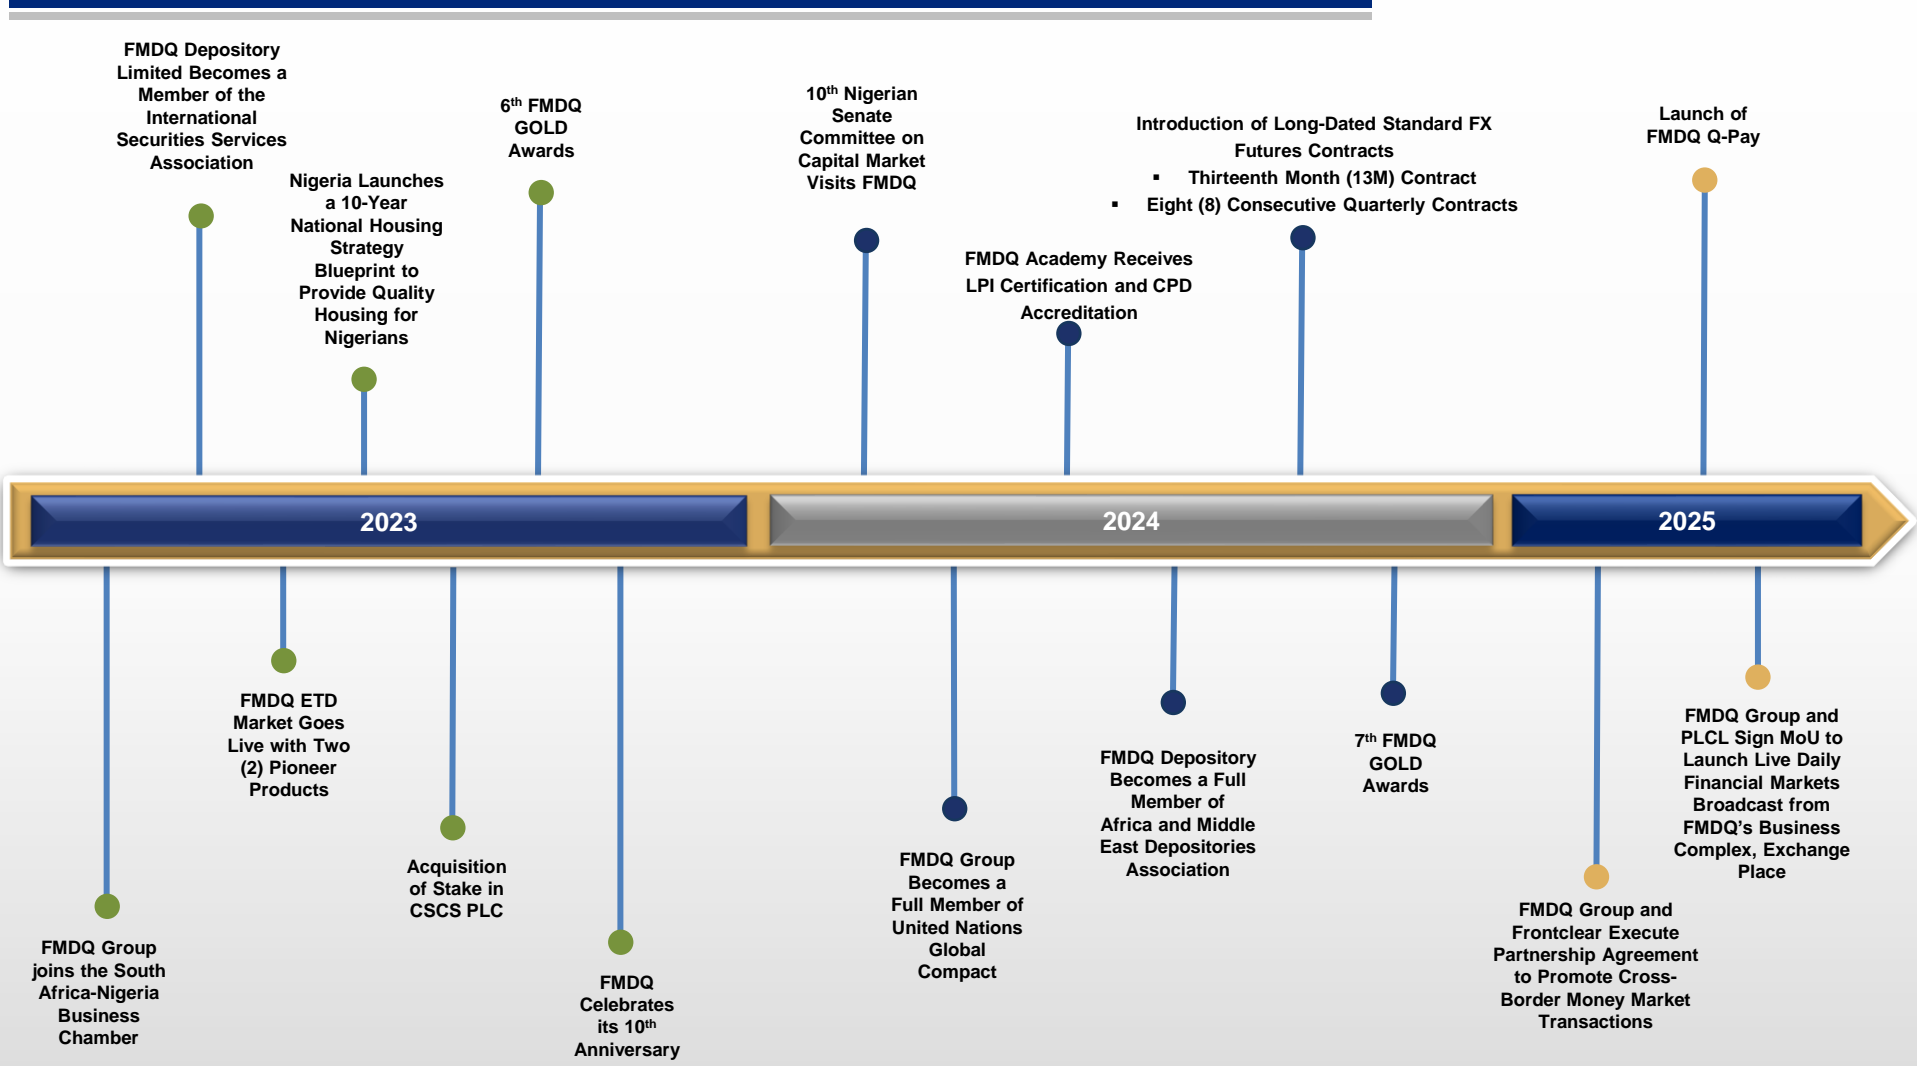 FMDQ Depository
Limited Becomes a
Member of the
International
Securities Services
Association
Nigeria Launches
a 10-Year
National Housing
Strategy
Blueprint to
Provide Quality
Housing for
Nigerians
6th FMDQ
GOLD
Awards
10th Nigerian
Senate
Committee on
Capital Market
Visits FMDQ
FMDQ Academy Receives
LPI Certification and CPD
Accreditation
Introduction of Long-Dated Standard FX
Futures Contracts
▪ Thirteenth Month (13M) Contract
▪ Eight (8) Consecutive Quarterly Contracts
Launch of
FMDQ Q-Pay
2023
2024
2025
FMDQ Group
joins the South
Africa-Nigeria
Business
Chamber
FMDQ ETD
Market Goes
Live with Two
(2) Pioneer
Products
Acquisition
of Stake in
CSCS PLC
FMDQ
Celebrates
its 10th
Anniversary
FMDQ Group
Becomes a
Full Member of
United Nations
Global
Compact
FMDQ Depository
Becomes a Full
Member of
Africa and Middle
East Depositories
Association
7th FMDQ
GOLD
Awards
FMDQ Group and
Frontclear Execute
Partnership Agreement
to Promote Cross-
Border Money Market
Transactions
FMDQ Group and
PLCL Sign MoU to
Launch Live Daily
Financial Markets
Broadcast from
FMDQ’s Business
Complex, Exchange
Place